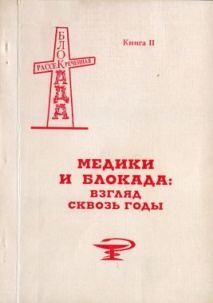 БЛОКАДА
РАССЕКРЕЧЕННАЯ
Книга II
МЕДИКИ
И БЛОКАДА:
ВЗГЛЯД
СКВОЗЬ ГОДЫ